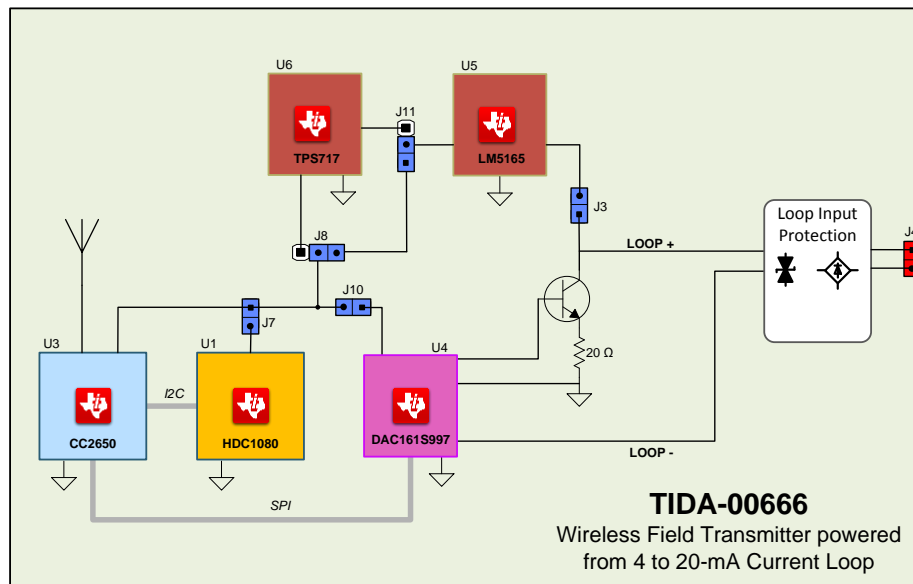 U6
U5
J11
TPS717
LM5165
J3
Loop Input
Protection
J4
LOOP +
J8
J10
J7
U3
U1
U4
20 Ω
I2C
CC2650
HDC1080
DAC161S997
LOOP -
SPI
TIDA-00666
Wireless Field Transmitter powered
from 4 to 20-mA Current Loop